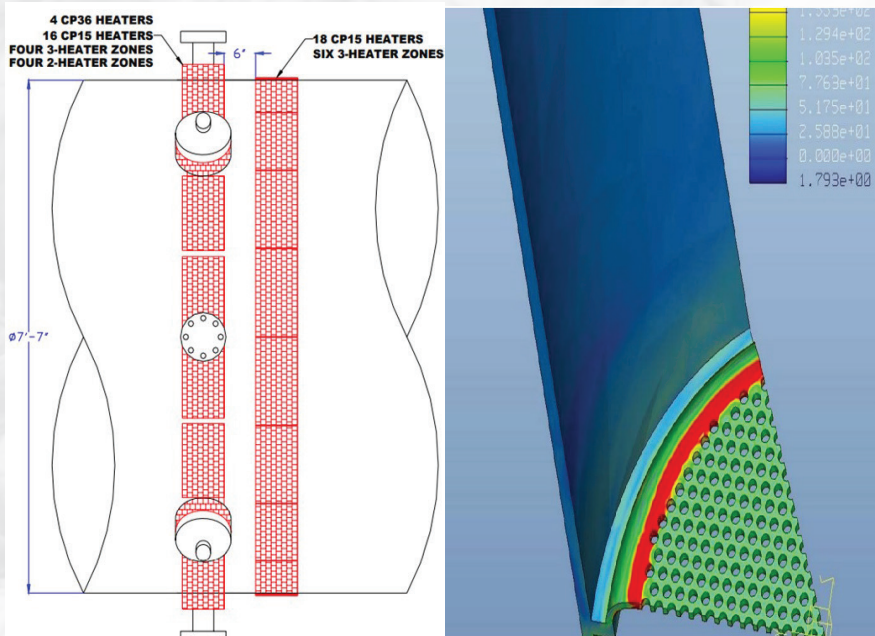 4 CP36 HEATERS
16 CP15 HEATERS
FOUR 3-HEATER ZONES
FOUR 2-HEATER ZONES
6"
18 CP15 HEATERS
SIX 3-HEATER ZONES
Ø7'-7"
1.294e+02
1.035e+02
7.763e+01
5.175e+01
2.588e+01
0.000e+00
1.793e+00